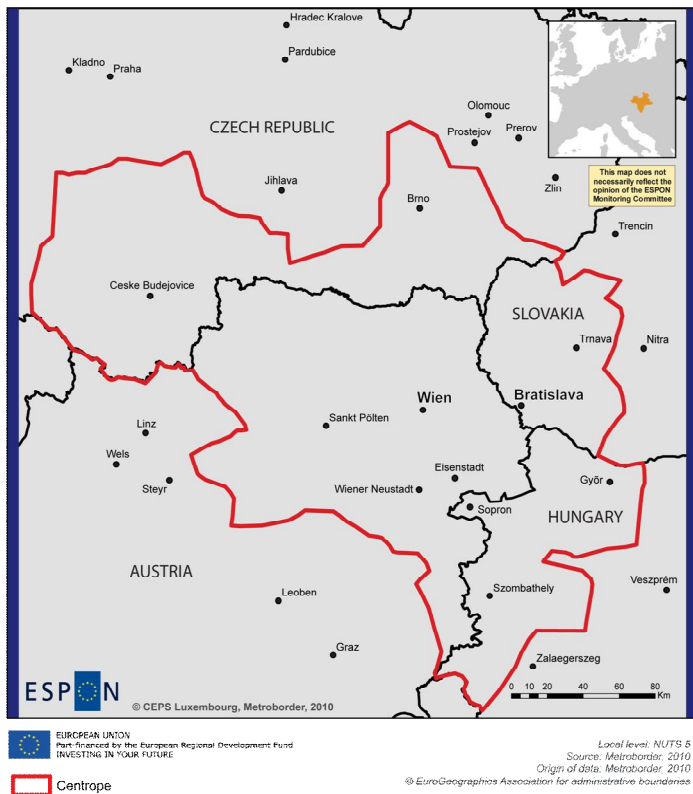 Hradec Kralove
Pardubice
Kladno
Praha
Olomouc
CZECH REPUBLIC
Prostejov
Prerov
This map does not
necessarily reflect the
opinion of the ESPON
Monitoring Committee
Jihlava
Zlin
Brno
Trencin
Ceske Budejovice
SLOVAKIA
Trnava
Nitra
Wien
Bratislava
Sankt Pölten
Linz
Wels
Eisenstadt
Steyr
Wiener Neustadt
Győr
Sopron
HUNGARY
AUSTRIA
Veszprém
Szombathely
Leoben
Graz
Zalaegerszeg
ESPON
© CEPS Luxembourg, Metroborder, 2010
0 10 20 40 60 80
Km
EUROPEAN UNION
Part-financed by the European Regional Development Fund
INVESTING IN YOUR FUTURE
Local level: NUTS 5
Source: Metroborder, 2010
Origin of data: Metroborder, 2010
© EuroGeographics Association for administrative boundaries
Centrope